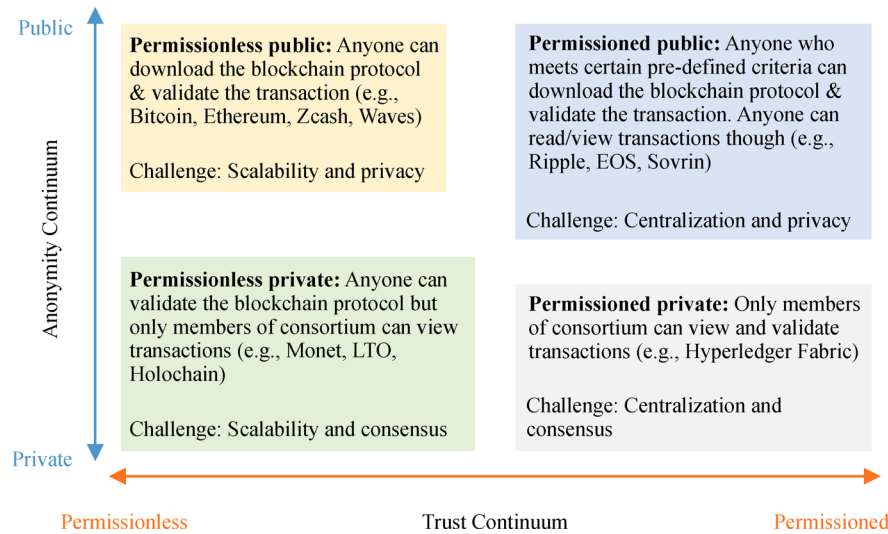 Public
Permissionless public: Anyone can
download the blockchain protocol
& validate the transaction (e.g.,
Bitcoin, Ethereum, Zcash, Waves)
Challenge: Scalability and privacy
Permissioned public: Anyone who
meets certain pre-defined criteria can
download the blockchain protocol &
validate the transaction. Anyone can
read/view transactions though (e.g.,
Ripple, EOS, Sovrin)
Challenge: Centralization and privacy
Anonymity Continuum
Permissionless private: Anyone can
validate the blockchain protocol but
only members of consortium can view
transactions (e.g., Monet, LTO,
Holochain)
Challenge: Scalability and consensus
Permissioned private: Only members
of consortium can view and validate
transactions (e.g., Hyperledger Fabric)
Challenge: Centralization and
consensus
Private
Permissionless
Trust Continuum
Permissioned